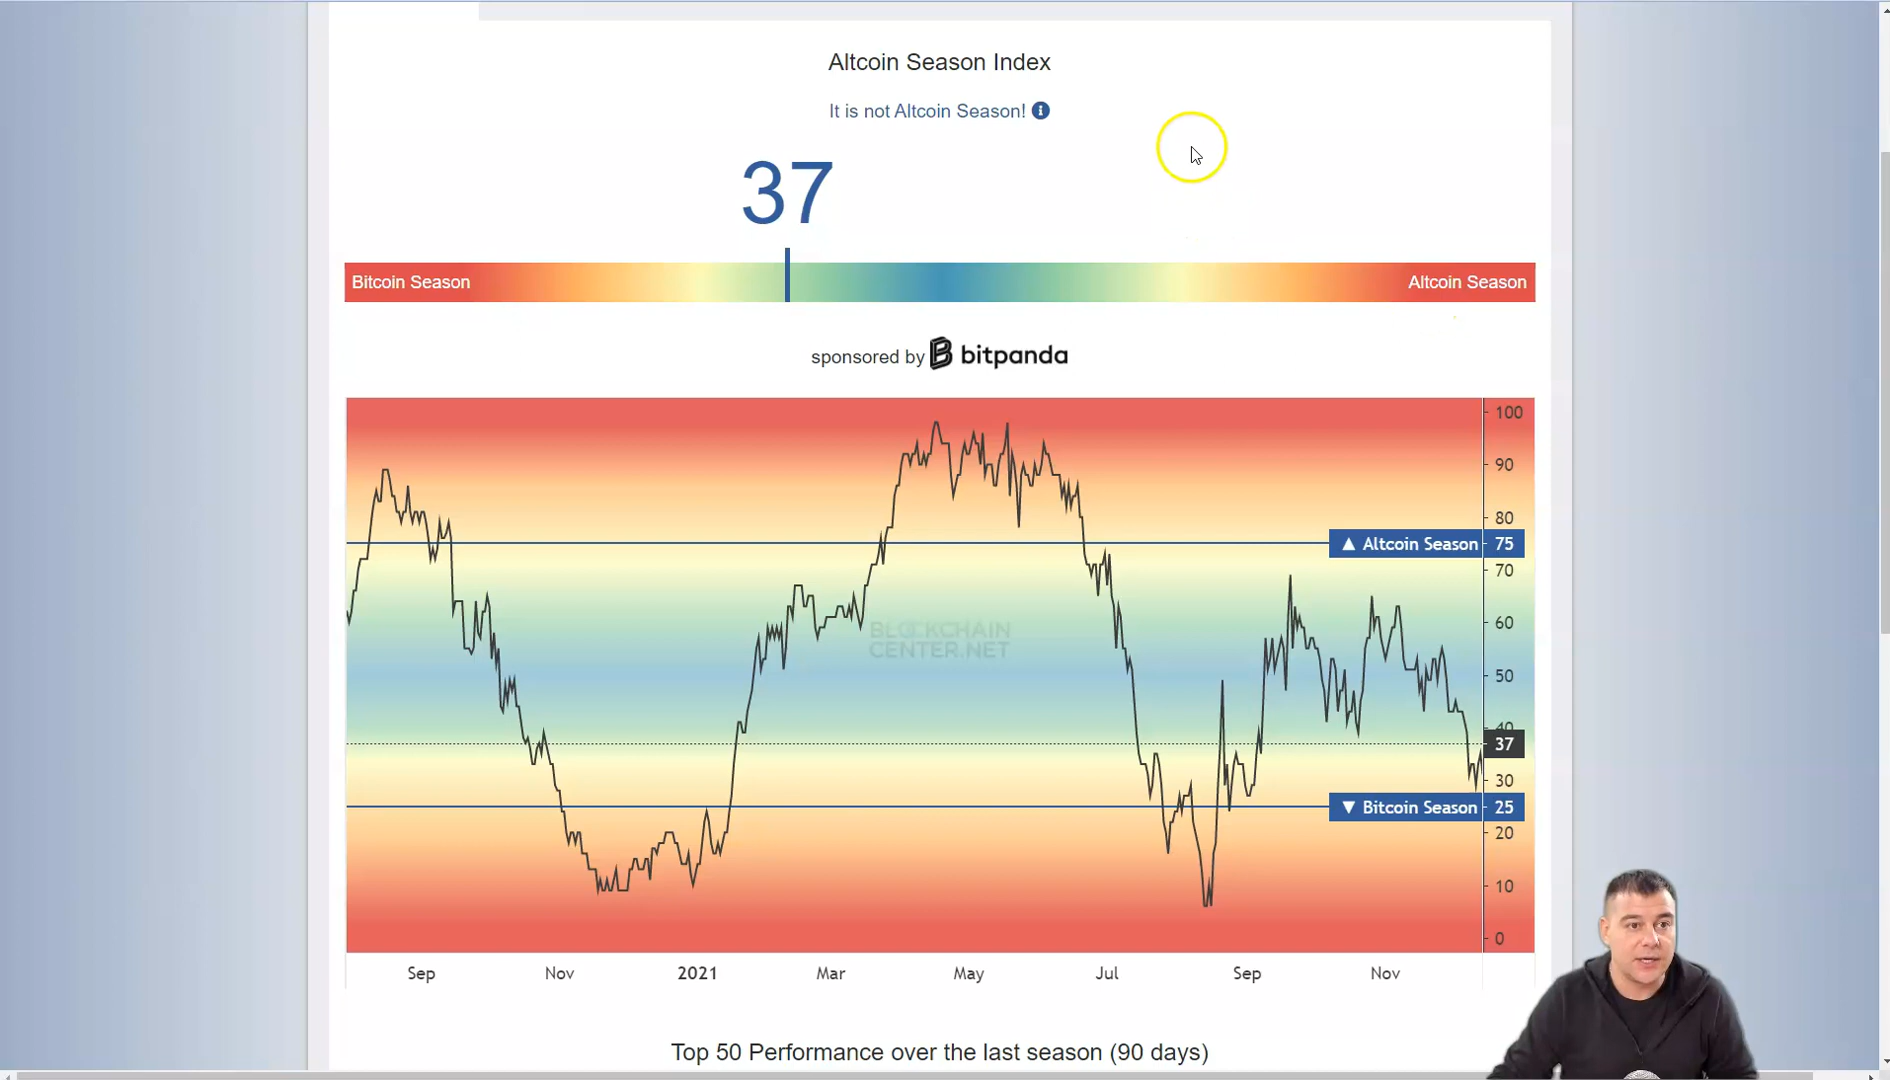 Altcoin Season Index
It is not Altcoin Season!
37
Bitcoin Season
Altcoin Season
sponsored by bitpanda
100
90
80
▲ Altcoin Season 75
70
BLOCKCHAIN
CENTER.NET
60
50
40
37
30
▼ Bitcoin Season 25
20
10
0
Sep Nov 2021 Mar May Jul Sep Nov
Top 50 Performance over the last season (90 days)